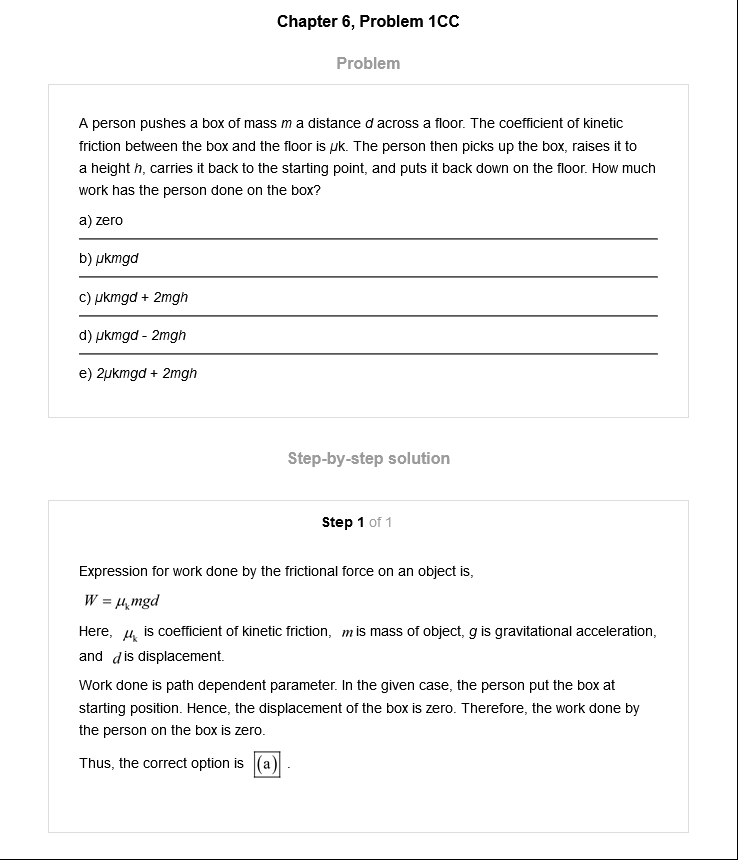 Chapter 6, Problem 1CC
Problem
A person pushes a box of mass m a distance d across a floor. The coefficient of kinetic
friction between the box and the floor is μk. The person then picks up the box, raises it to
a height h, carries it back to the starting point, and puts it back down on the floor. How much
work has the person done on the box?
a) zero
b) μkmgd
c) μkmgd + 2mgh
d) μkmgd - 2mgh
e) 2μkmgd + 2mgh
Step-by-step solution
Step 1 of 1
Expression for work done by the frictional force on an object is,
W = μₖmgd
Here, μₖ is coefficient of kinetic friction, m is mass of object, g is gravitational acceleration,
and d is displacement.
Work done is path dependent parameter. In the given case, the person put the box at
starting position. Hence, the displacement of the box is zero. Therefore, the work done by
the person on the box is zero.
Thus, the correct option is (a) .